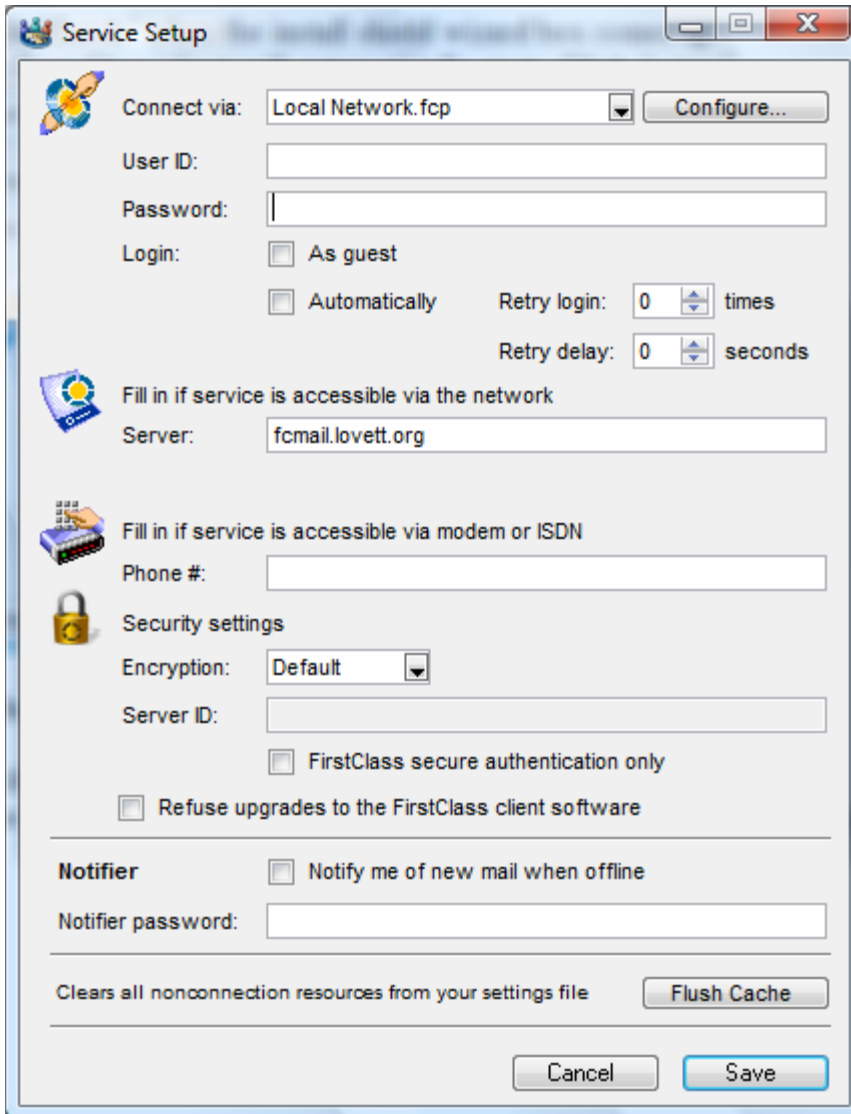 Service Setup
Connect via: Local Network.fcp Configure...
User ID:
Password:
Login: As guest
Automatically Retry login: 0 times
Retry delay: 0 seconds
Fill in if service is accessible via the network
Server: fcmail.lovett.org
Fill in if service is accessible via modem or ISDN
Phone #:
Security settings
Encryption: Default
Server ID:
FirstClass secure authentication only
Refuse upgrades to the FirstClass client software
Notifier Notify me of new mail when offline
Notifier password:
Clears all nonconnection resources from your settings file Flush Cache
Cancel Save